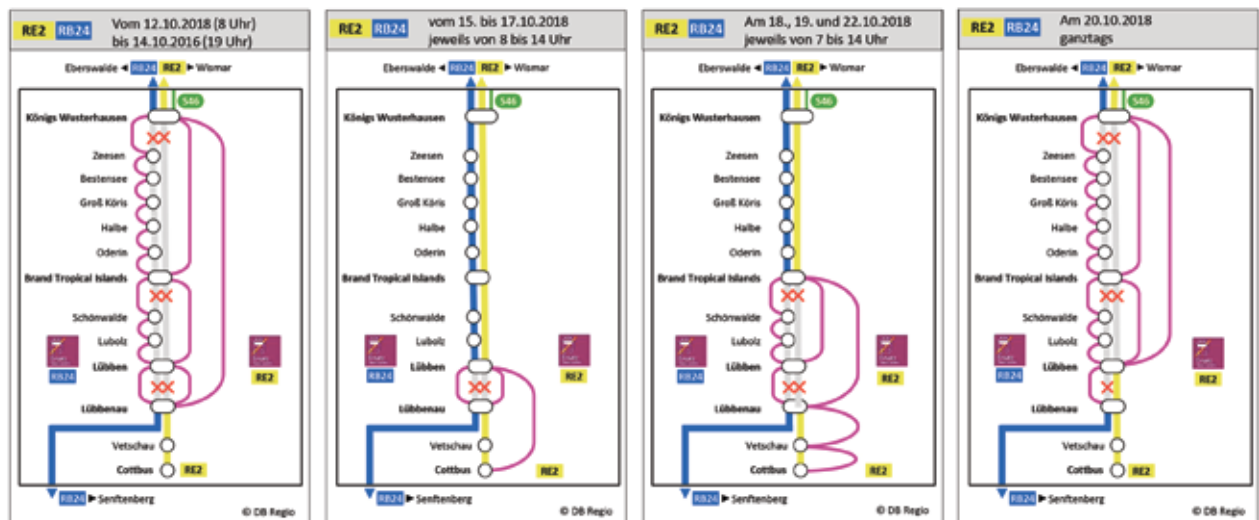 RE2 RB24 Vom 12.10.2018 (8 Uhr)
bis 14.10.2016 (19 Uhr)
Eberswalde ◄ RB24 RE2 ► Wismar
S46
Königs Wusterhausen
Zeesen
Bestensee
Groß Köris
Halbe
Oderin
Brand Tropical Islands
Schönwalde
Lubolz
RB24
Lübben
RE2
Lübbenau
Vetschau
Cottbus RE2
RB24 ► Senftenberg
© DB Regio
RE2 RB24 vom 15. bis 17.10.2018
jeweils von 8 bis 14 Uhr
Eberswalde ◄ RB24 RE2 ► Wismar
S46
Königs Wusterhausen
Zeesen
Bestensee
Groß Köris
Halbe
Oderin
Brand Tropical Islands
Schönwalde
Lubolz
RB24
Lübben
RE2
Lübbenau
Vetschau
Cottbus RE2
RB24 ► Senftenberg
© DB Regio
RE2 RB24 Am 18., 19. und 22.10.2018
jeweils von 7 bis 14 Uhr
Eberswalde ◄ RB24 RE2 ► Wismar
S46
Königs Wusterhausen
Zeesen
Bestensee
Groß Köris
Halbe
Oderin
Brand Tropical Islands
Schönwalde
Lubolz
RB24
Lübben
RE2
Lübbenau
Vetschau
Cottbus RE2
RB24 ► Senftenberg
© DB Regio
RE2 RB24 Am 20.10.2018
ganztags
Eberswalde ◄ RB24 RE2 ► Wismar
S46
Königs Wusterhausen
Zeesen
Bestensee
Groß Köris
Halbe
Oderin
Brand Tropical Islands
Schönwalde
Lubolz
RB24
Lübben
RE2
Lübbenau
Vetschau
Cottbus RE2
RB24 ► Senftenberg
© DB Regio